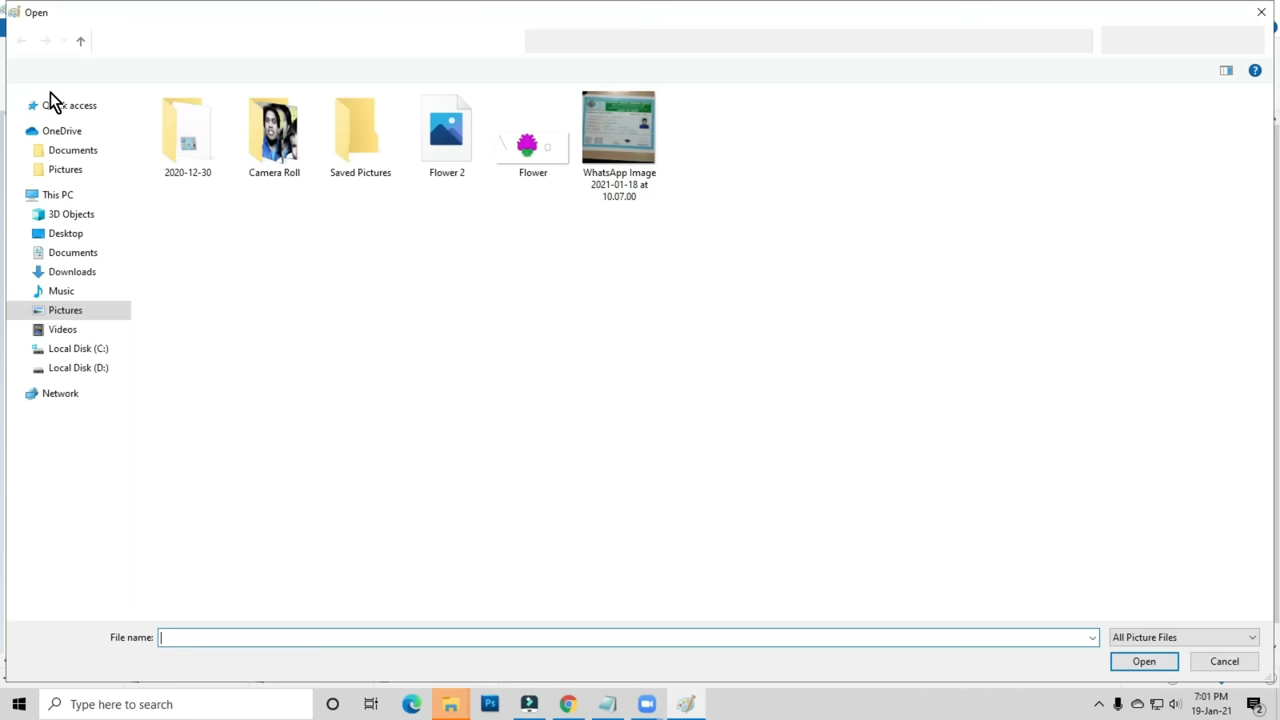 Open
Quick access
OneDrive
Documents
Pictures
This PC
3D Objects
Desktop
Documents
Downloads
Music
Pictures
Videos
Local Disk (C:)
Local Disk (D:)
Network
2020-12-30
Camera Roll
Saved Pictures
Flower 2
Flower
WhatsApp Image
2021-01-18 at
10.07.00
File name:
All Picture Files
Open
Cancel
Type here to search
Ps
7:01 PM
19-Jan-21
2